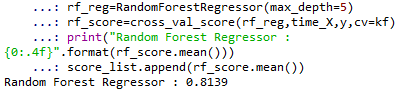 ...: rf_reg=RandomForestRegressor(max_depth=5)
...: rf_score=cross_val_score(rf_reg,time_X,y,cv=kf)
...: print("Random Forest Regressor :
{0:.4f}".format(rf_score.mean()))
...: score_list.append(rf_score.mean())
Random Forest Regressor : 0.8139